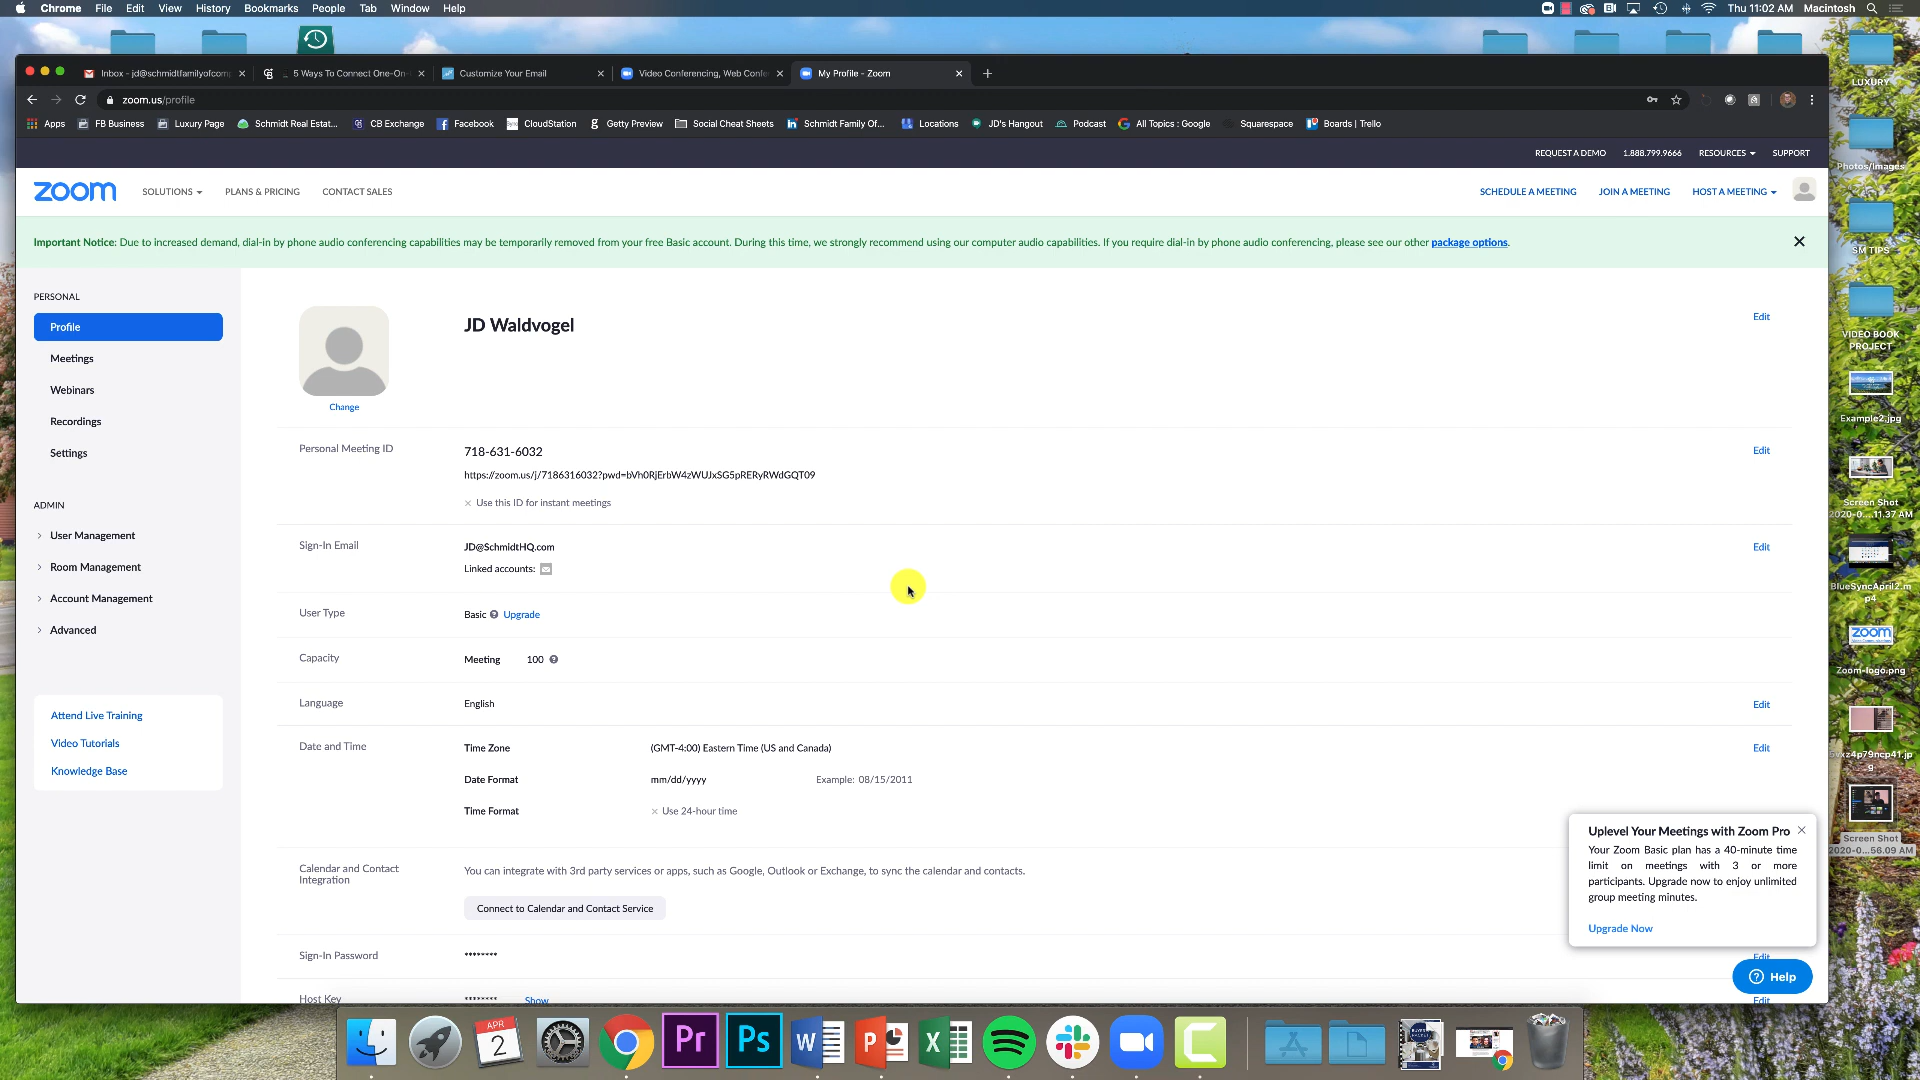 Chrome File Edit View History Bookmarks People Tab Window Help
Thu 11:02 AM Macintosh
Inbox - jd@schmidtfamilyofcomp
5 Ways To Connect One-On-
Customize Your Email
Video Conferencing, Web Confe
My Profile - Zoom
zoom.us/profile
Apps FB Business Luxury Page Schmidt Real Estat... CB Exchange Facebook CloudStation Getty Preview Social Cheat Sheets Schmidt Family Of... Locations JD's Hangout Podcast All Topics : Google Squarespace Boards | Trello
REQUEST A DEMO 1.888.799.9666 RESOURCES SUPPORT
zoom SOLUTIONS PLANS & PRICING CONTACT SALES SCHEDULE A MEETING JOIN A MEETING HOST A MEETING
Important Notice: Due to increased demand, dial-in by phone audio conferencing capabilities may be temporarily removed from your free Basic account. During this time, we strongly recommend using our computer audio capabilities. If you require dial-in by phone audio conferencing, please see our other package options.
PERSONAL
Profile
Meetings
Webinars
Recordings
Settings
ADMIN
User Management
Room Management
Account Management
Advanced
Attend Live Training
Video Tutorials
Knowledge Base
JD Waldvogel Edit
Change
Personal Meeting ID 718-631-6032 Edit
https://zoom.us/j/7186316032?pwd=bVh0RjErbW4zWUJxSG5pRERyRWdGQT09
× Use this ID for instant meetings
Sign-In Email JD@SchmidtHQ.com Edit
Linked accounts:
User Type Basic Upgrade
Capacity Meeting 100
Language English Edit
Date and Time Time Zone (GMT-4:00) Eastern Time (US and Canada) Edit
Date Format mm/dd/yyyy Example: 08/15/2011
Time Format × Use 24-hour time
Calendar and Contact
Integration
You can integrate with 3rd party services or apps, such as Google, Outlook or Exchange, to sync the calendar and contacts.
Connect to Calendar and Contact Service
Sign-In Password ******** Edit
Host Key ******** Show Edit
Uplevel Your Meetings with Zoom Pro
Your Zoom Basic plan has a 40-minute time
limit on meetings with 3 or more
participants. Upgrade now to enjoy unlimited
group meeting minutes.
Upgrade Now
Help
LUXURY
Photos/Images
SM TIPS
VIDEO BOOK
PROJECT
Example2.jpg
Screen Shot
2020-0....11.37 AM
BlueSyncApril2.m
p4
zoom
Zoom-logo.png
Screen Shot
2020-0...56.09 AM
APR
2
Pr
Ps
W
P
X
C